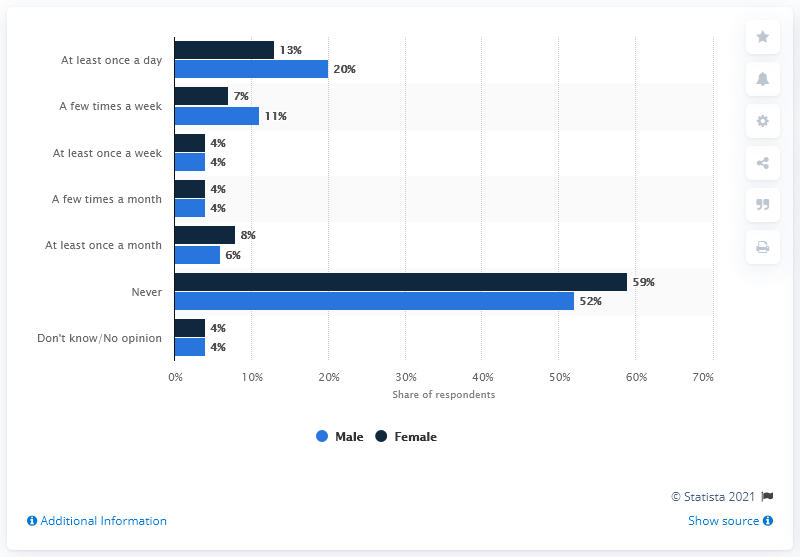 At least once a day
13%
20%
A few times a week
7%
11%
At least once a week
4%
4%
A few times a month
4%
4%
At least once a month
8%
6%
Never
59%
52%
Don't know/No opinion
4%
4%
0% 10% 20% 30% 40% 50% 60% 70%
Share of respondents
Male Female
© Statista 2021
Additional Information Show source